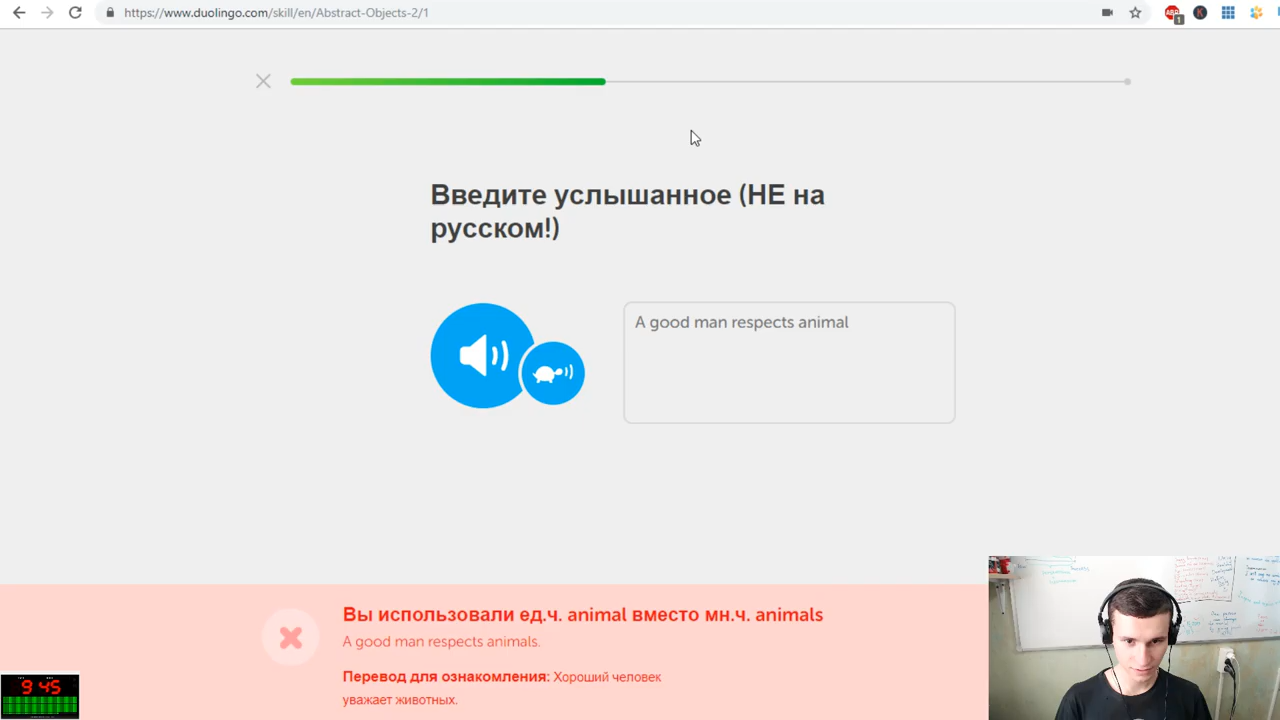 https://www.duolingo.com/skill/en/Abstract-Objects-2/1
ABP
1
K
Введите услышанное (НЕ на
русском!)
A good man respects animal
Вы использовали ед.ч. animal вместо мн.ч. animals
A good man respects animals.
Перевод для ознакомления: Хороший человек
уважает животных.
9 45